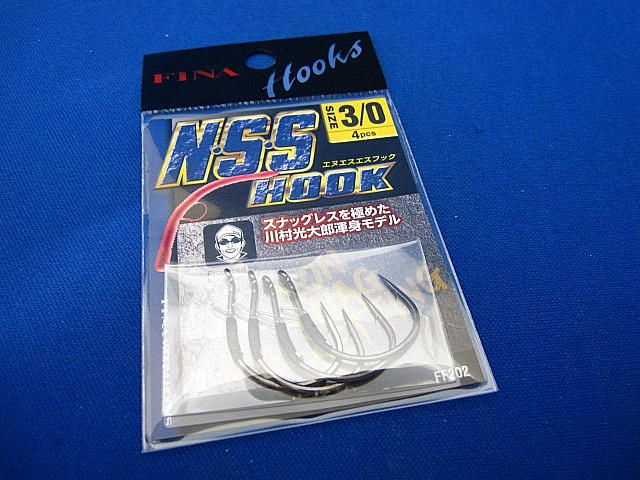 FINA Hooks
SIZE 3/0
4pcs
N・S・S
エヌエスエスフック
HOOK
スナッグレスを極めた
川村光大郎渾身モデル
FF202